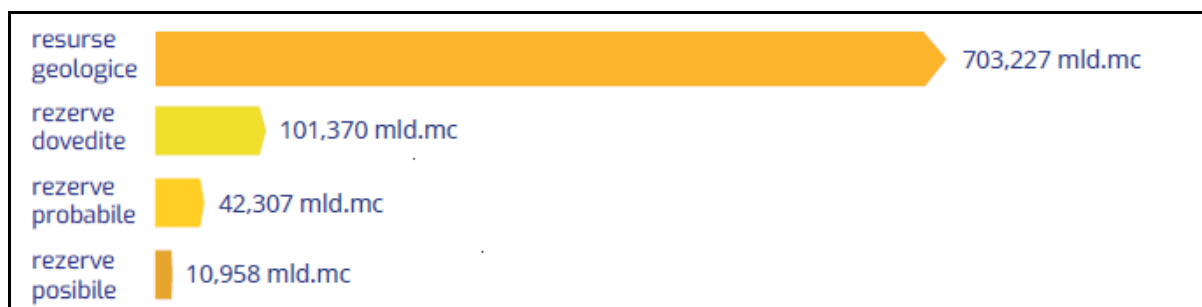 resurse
geologice
703,227 mld.mc
rezerve
dovedite
101,370 mld.mc
rezerve
probabile
42,307 mld.mc
rezerve
posibile
10,958 mld.mc